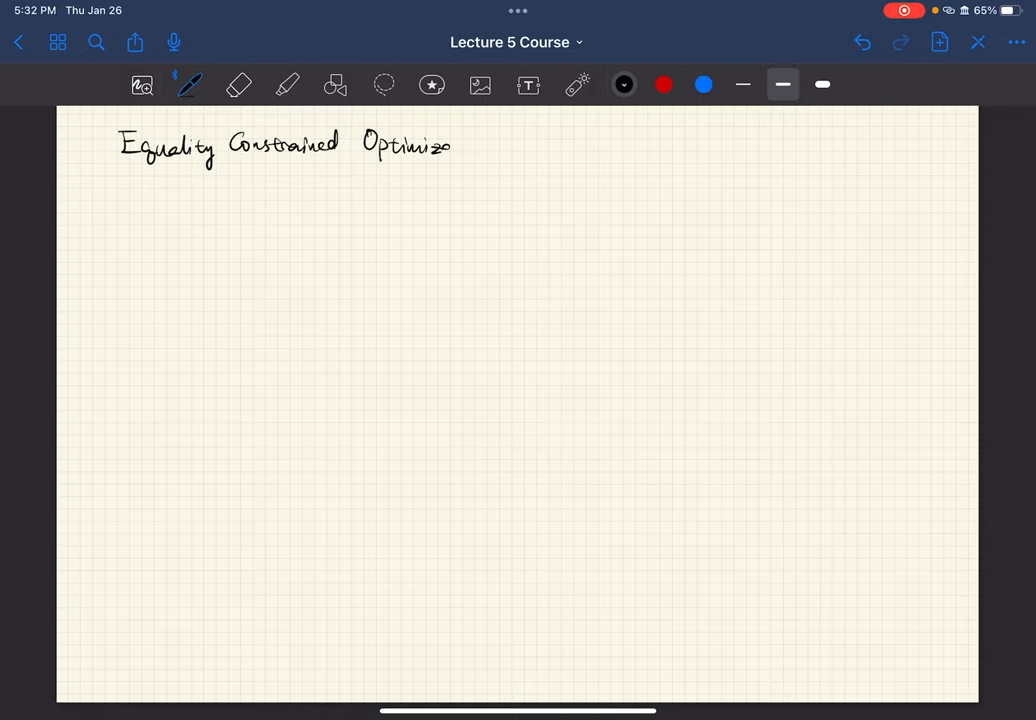 5:32 PM Thu Jan 26
65%
Lecture 5 Course
T
Equality Constrained Optimiza